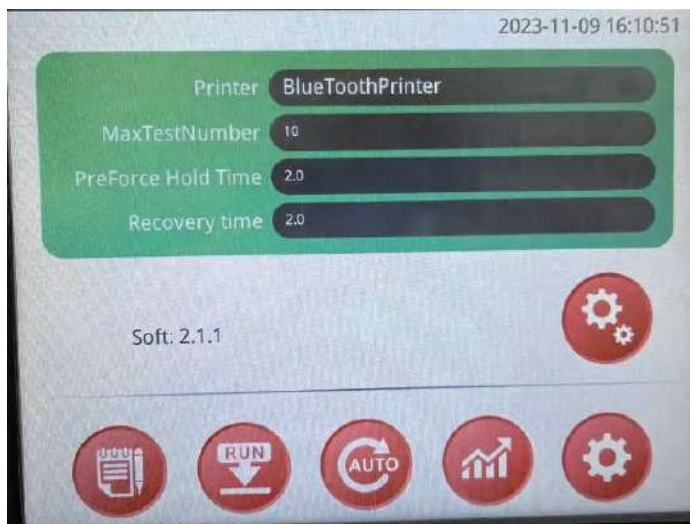 2023-11-09 16:10:51
Printer BlueToothPrinter
MaxTestNumber 10
PreForce Hold Time 2.0
Recovery time 2.0
Soft: 2.1.1
RUN
AUTO